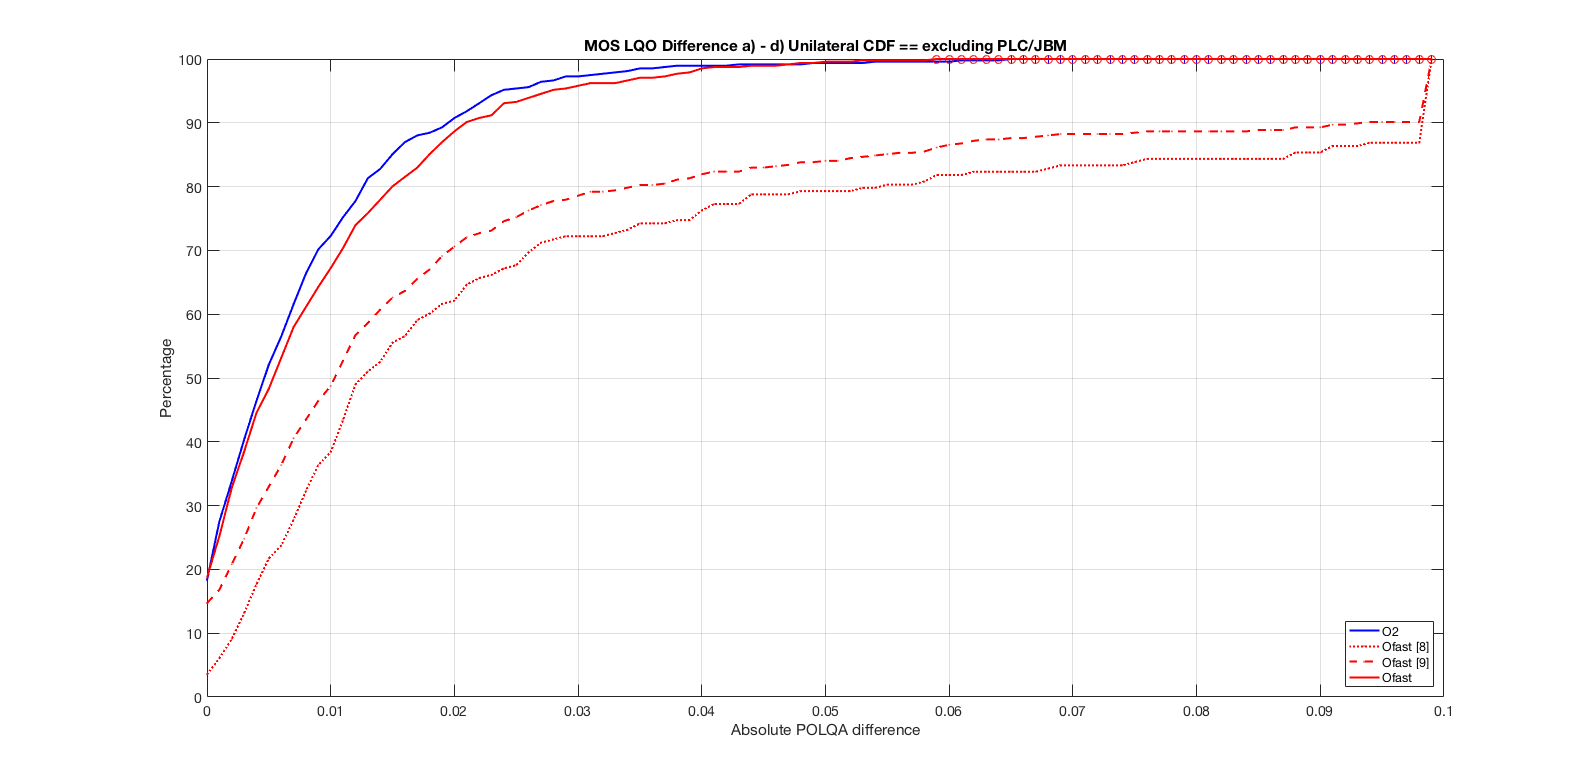 MOS LQO Difference a) - d) Unilateral CDF == excluding PLC/JBM
100
90
80
70
60
50
40
30
20
10
0
Percentage
0 0.01 0.02 0.03 0.04 0.05 0.06 0.07 0.08 0.09 0.1
Absolute POLQA difference
O2
Ofast [8]
Ofast [9]
Ofast